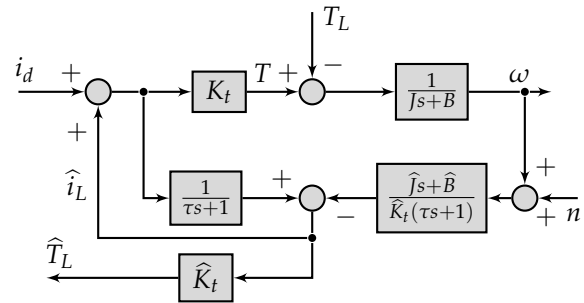 T_L
i_d + K_t T + − 1/(Js+B) ω
+
î_L 1/(τs+1) + − (Ĵs+B̂)/(K̂_t(τs+1)) + + n
T̂_L K̂_t